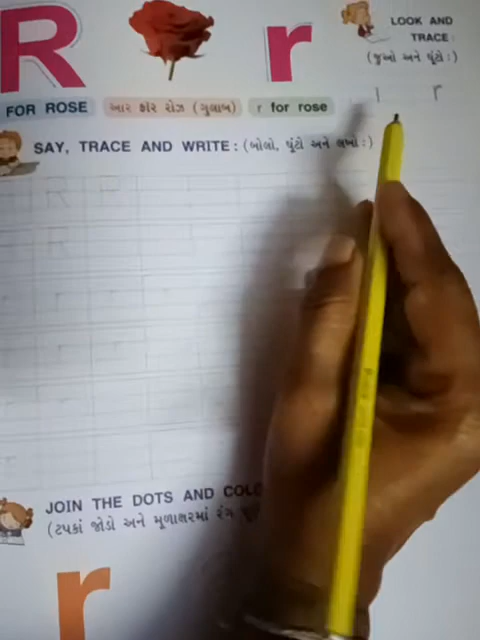 R r
LOOK AND
TRACE:
(જુઓ અને ઘૂંટો:)
ı r
FOR ROSE આર ફૉર રોઝ (ગુલાબ) r for rose
SAY, TRACE AND WRITE: (બોલો, ઘૂંટો અને લખો:)
R P
R
r
r r
JOIN THE DOTS AND
(ટપકાં જોડો અને મૂળાક્ષરમાં રંગ
r